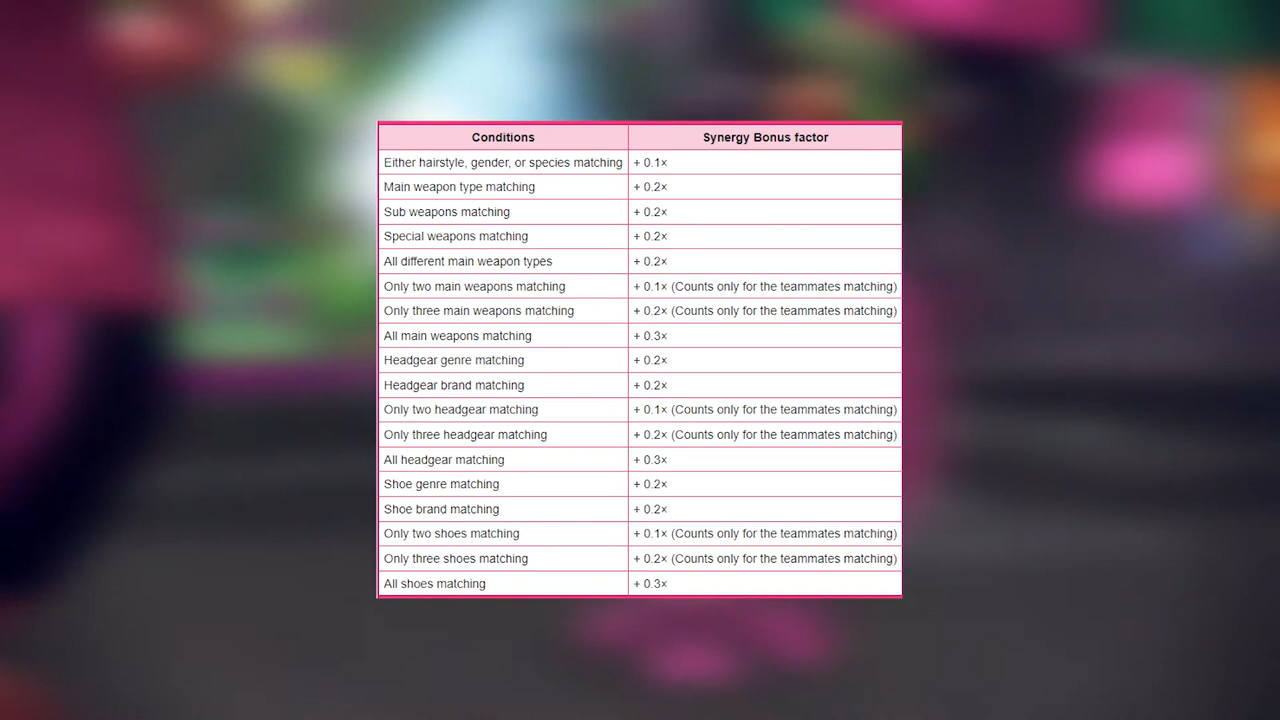 Conditions Synergy Bonus factor
Either hairstyle, gender, or species matching + 0.1×
Main weapon type matching + 0.2×
Sub weapons matching + 0.2×
Special weapons matching + 0.2×
All different main weapon types + 0.2×
Only two main weapons matching + 0.1× (Counts only for the teammates matching)
Only three main weapons matching + 0.2× (Counts only for the teammates matching)
All main weapons matching + 0.3×
Headgear genre matching + 0.2×
Headgear brand matching + 0.2×
Only two headgear matching + 0.1× (Counts only for the teammates matching)
Only three headgear matching + 0.2× (Counts only for the teammates matching)
All headgear matching + 0.3×
Shoe genre matching + 0.2×
Shoe brand matching + 0.2×
Only two shoes matching + 0.1× (Counts only for the teammates matching)
Only three shoes matching + 0.2× (Counts only for the teammates matching)
All shoes matching + 0.3×